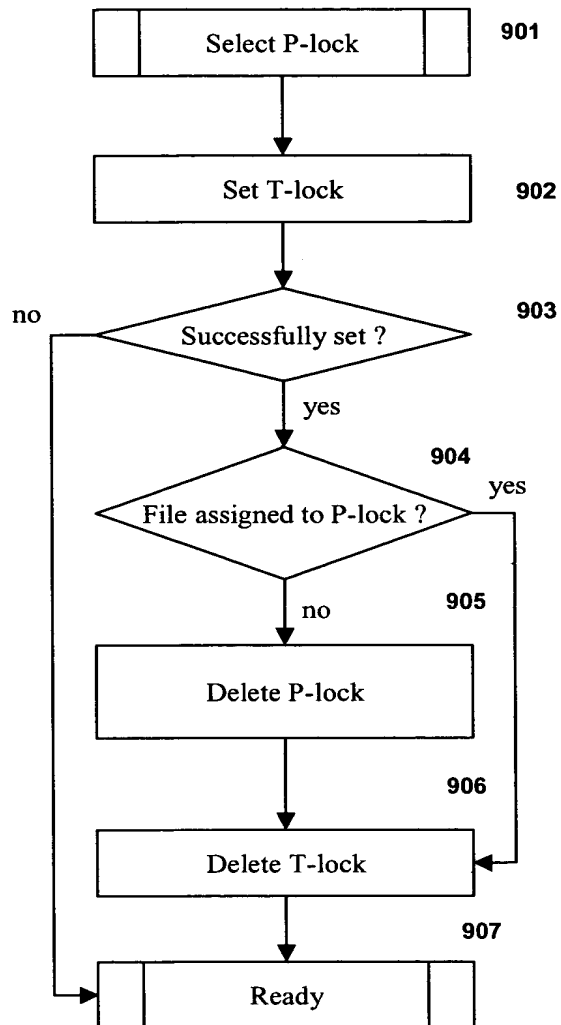 Select P-lock
901
Set T-lock
902
903
no
Successfully set ?
yes
904
yes
File assigned to P-lock ?
905
no
Delete P-lock
906
Delete T-lock
907
Ready